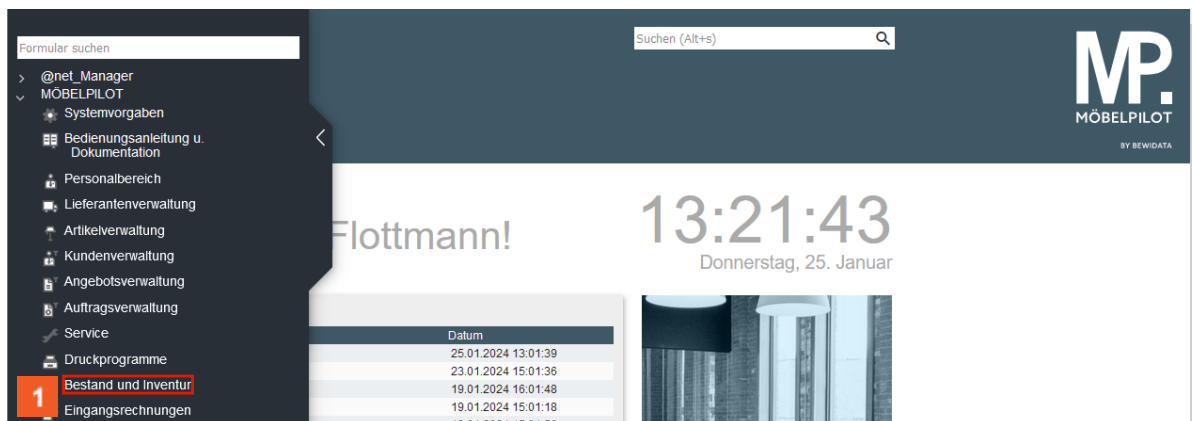 Formular suchen
@net_Manager
MÖBELPILOT
Systemvorgaben
Bedienungsanleitung u.
Dokumentation
Personalbereich
Lieferantenverwaltung
Artikelverwaltung
Kundenverwaltung
Angebotsverwaltung
Auftragsverwaltung
Service
Druckprogramme
1 Bestand und Inventur
Eingangsrechnungen
Suchen (Alt+s)
MP.
MÖBELPILOT
BY BEWIDATA
Flottmann!
13:21:43
Donnerstag, 25. Januar
Datum
25.01.2024 13:01:39
23.01.2024 15:01:36
19.01.2024 16:01:48
19.01.2024 15:01:18